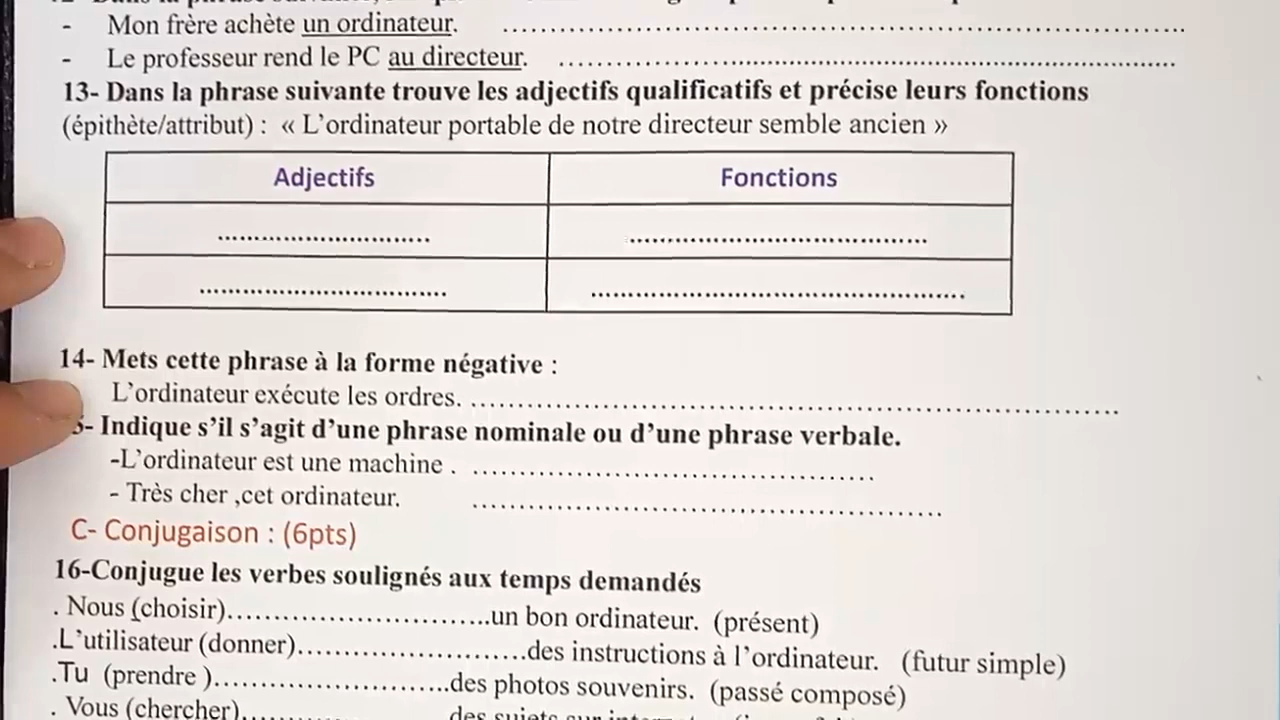 - Mon frère achète un ordinateur. ................................................
- Le professeur rend le PC au directeur. ................................................
13- Dans la phrase suivante trouve les adjectifs qualificatifs et précise leurs fonctions
(épithète/attribut) : « L’ordinateur portable de notre directeur semble ancien »
Adjectifs Fonctions
.............................. ........................................
.................................. ..................................................
14- Mets cette phrase à la forme négative :
L’ordinateur exécute les ordres. ................................................
5- Indique s’il s’agit d’une phrase nominale ou d’une phrase verbale.
-L’ordinateur est une machine . ................................................
- Très cher ,cet ordinateur. ................................................
C- Conjugaison : (6pts)
16-Conjugue les verbes soulignés aux temps demandés
. Nous (choisir)..............................un bon ordinateur. (présent)
.L’utilisateur (donner)..........................des instructions à l’ordinateur. (futur simple)
.Tu (prendre )..........................des photos souvenirs. (passé composé)
. Vous (chercher).......................... des sujets sur